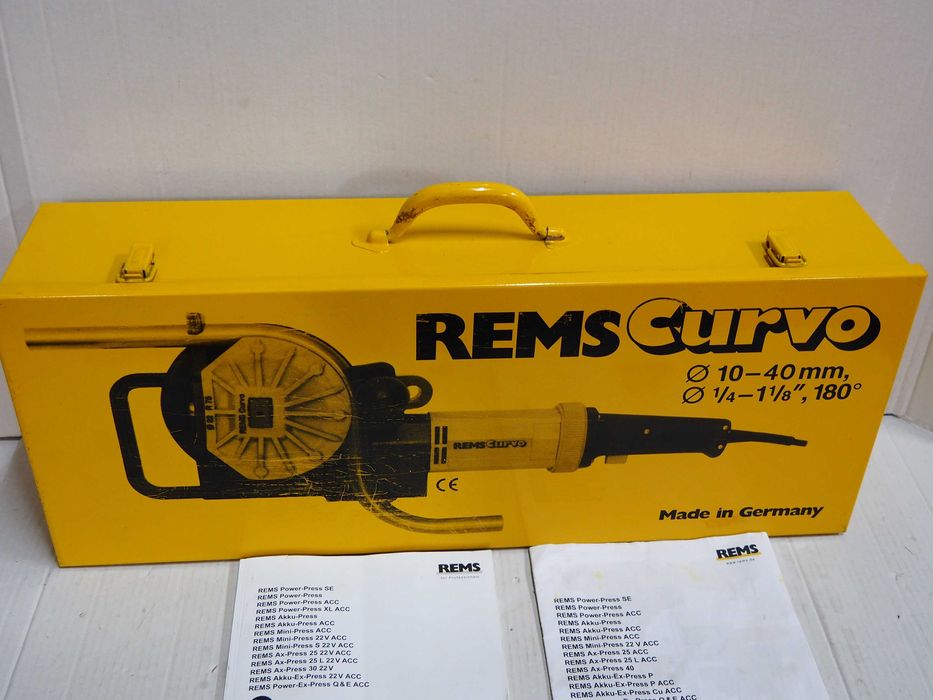 REMS Curvo
Ø 10–40 mm,
Ø 1/4–1 1/8", 180°
REMS Curvo
REMS Curvo
CE
Made in Germany
REMS
for Professionals
REMS Power-Press SE
REMS Power-Press
REMS Power-Press ACC
REMS Power-Press XL ACC
REMS Akku-Press
REMS Akku-Press ACC
REMS Mini-Press ACC
REMS Mini-Press 22 V ACC
REMS Mini-Press S 22 V ACC
REMS Ax-Press 25 22 V ACC
REMS Ax-Press 25 L 22 V ACC
REMS Ax-Press 30 22 V
REMS Akku-Ex-Press 22 V ACC
REMS Power-Ex-Press Q & E ACC
REMS
www.rems.de
REMS Power-Press SE
REMS Power-Press
REMS Power-Press ACC
REMS Akku-Press
REMS Akku-Press ACC
REMS Mini-Press ACC
REMS Mini-Press 22 V ACC
REMS Ax-Press 25 ACC
REMS Ax-Press 25 L ACC
REMS Ax-Press 40
REMS Akku-Ex-Press P
REMS Akku-Ex-Press P ACC
REMS Akku-Ex-Press Cu ACC